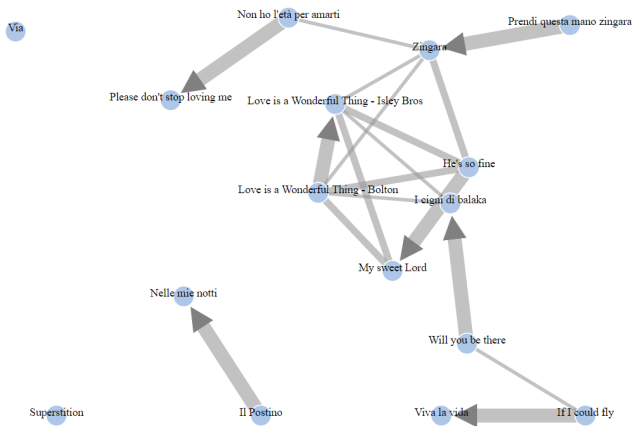 Non ho l'età per amarti
Prendi questa mano zingara
Via
Zingara
Please don't stop loving me
Love is a Wonderful Thing - Isley Bros
He's so fine
Love is a Wonderful Thing - Bolton
I cigni di balaka
My sweet Lord
Nelle mie notti
Will you be there
Superstition
Il Postino
Viva la vida
If I could fly